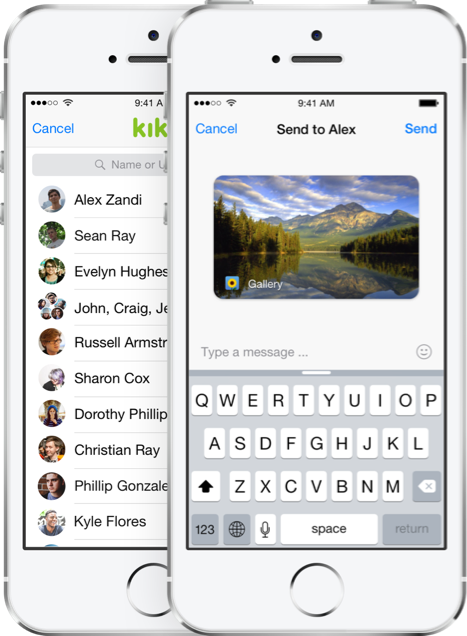 9:41 A
Cancel
kik
Name or U
Alex Zandi
Sean Ray
Evelyn Hughes
John, Craig, Je
Russell Armstr
Sharon Cox
Dorothy Phillip
Christian Ray
Phillip Gonzale
Kyle Flores
9:41 AM
Cancel
Send to Alex
Send
Gallery
Type a message ...
Q W E R T Y U I O P
A S D F G H J K L
Z X C V B N M
123
space
return